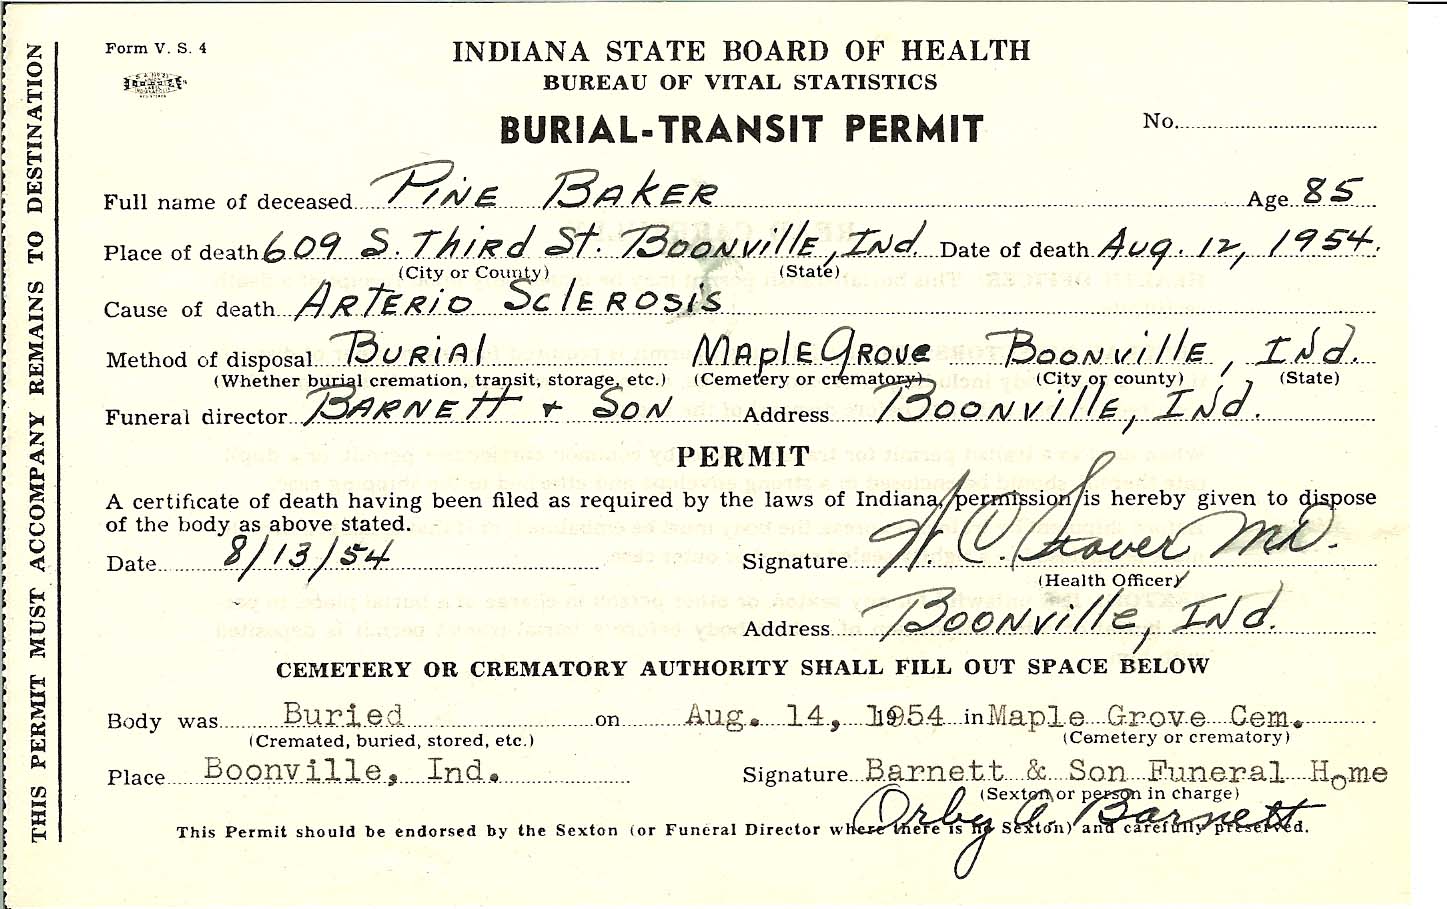 Form V. S. 4
INDIANA STATE BOARD OF HEALTH
BUREAU OF VITAL STATISTICS
BURIAL-TRANSIT PERMIT
No.
THIS PERMIT MUST ACCOMPANY REMAINS TO DESTINATION
Full name of deceased PINE BAKER Age 85
Place of death 609 S. Third St. Boonville, Ind. Date of death Aug. 12, 1954.
(City or County) (State)
Cause of death ARTERIO SCLEROSIS
Method of disposal Burial Maple Grove Boonville, Ind.
(Whether burial cremation, transit, storage, etc.) (Cemetery or crematory) (City or county) (State)
Funeral director BARNETT + SON Address Boonville, Ind.
PERMIT
A certificate of death having been filed as required by the laws of Indiana, permission is hereby given to dispose
of the body as above stated.
Date 8/13/54 Signature H. C. Stover MD.
(Health Officer)
Address Boonville, Ind.
CEMETERY OR CREMATORY AUTHORITY SHALL FILL OUT SPACE BELOW
Body was Buried on Aug. 14, 1954 in Maple Grove Cem.
(Cremated, buried, stored, etc.) (Cemetery or crematory)
Place Boonville, Ind. Signature Barnett & Son Funeral Home
(Sexton or person in charge)
Orby A. Barnett
This Permit should be endorsed by the Sexton (or Funeral Director where there is no Sexton) and carefully preserved.